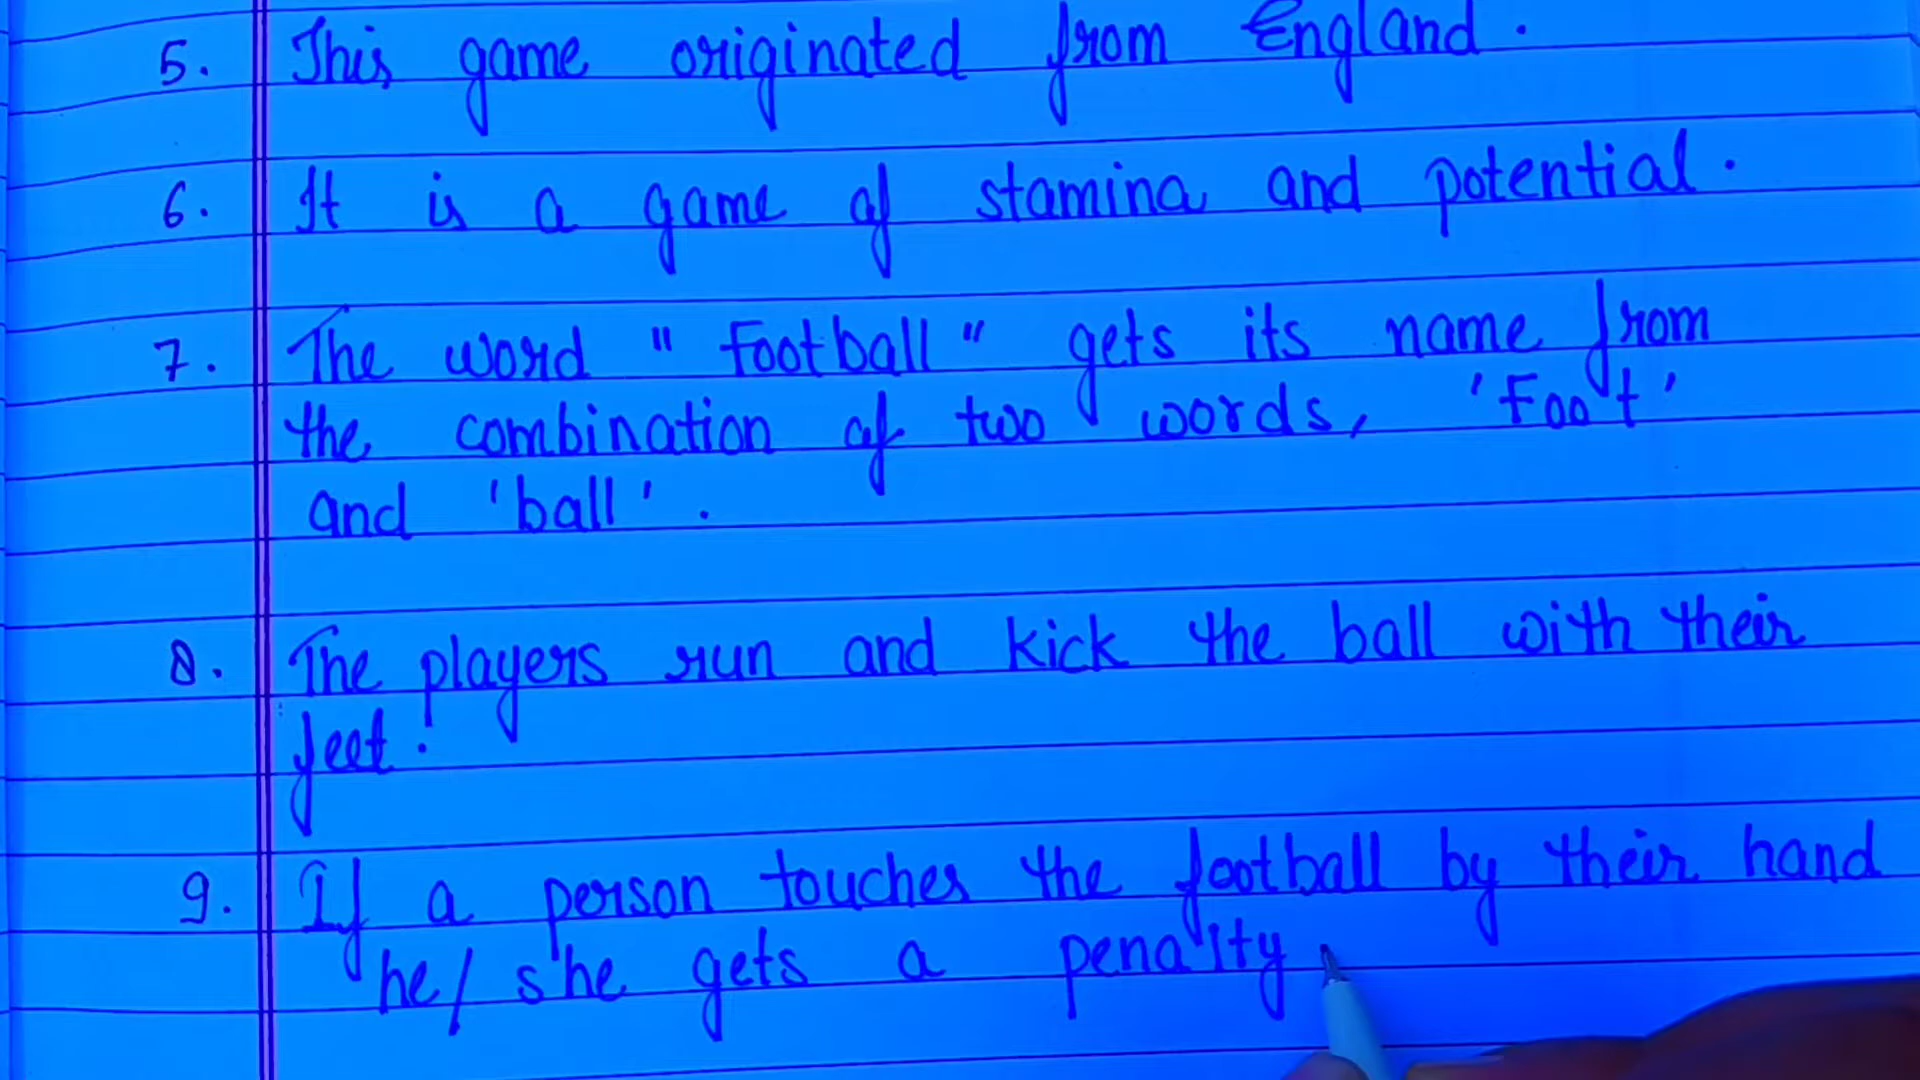 5. This game originated from England.
6. It is a game of stamina and potential.
7. The word "Football" gets its name from
the combination of two words, 'Foot'
and 'ball'.
8. The players run and kick the ball with their
feet.
9. If a person touches the football by their hand
he/she gets a penalty